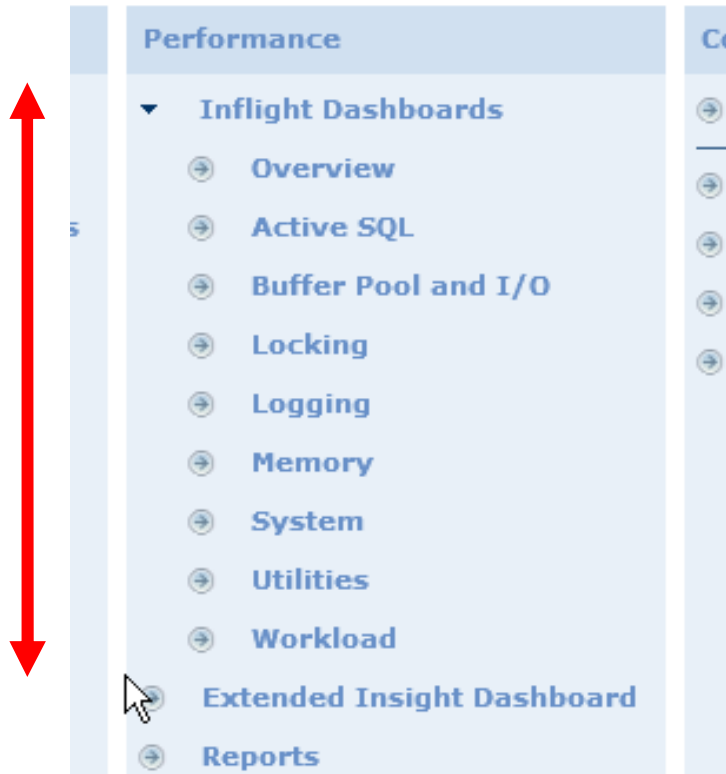 Performance
Inflight Dashboards
Overview
Active SQL
Buffer Pool and I/O
Locking
Logging
Memory
System
Utilities
Workload
Extended Insight Dashboard
Reports